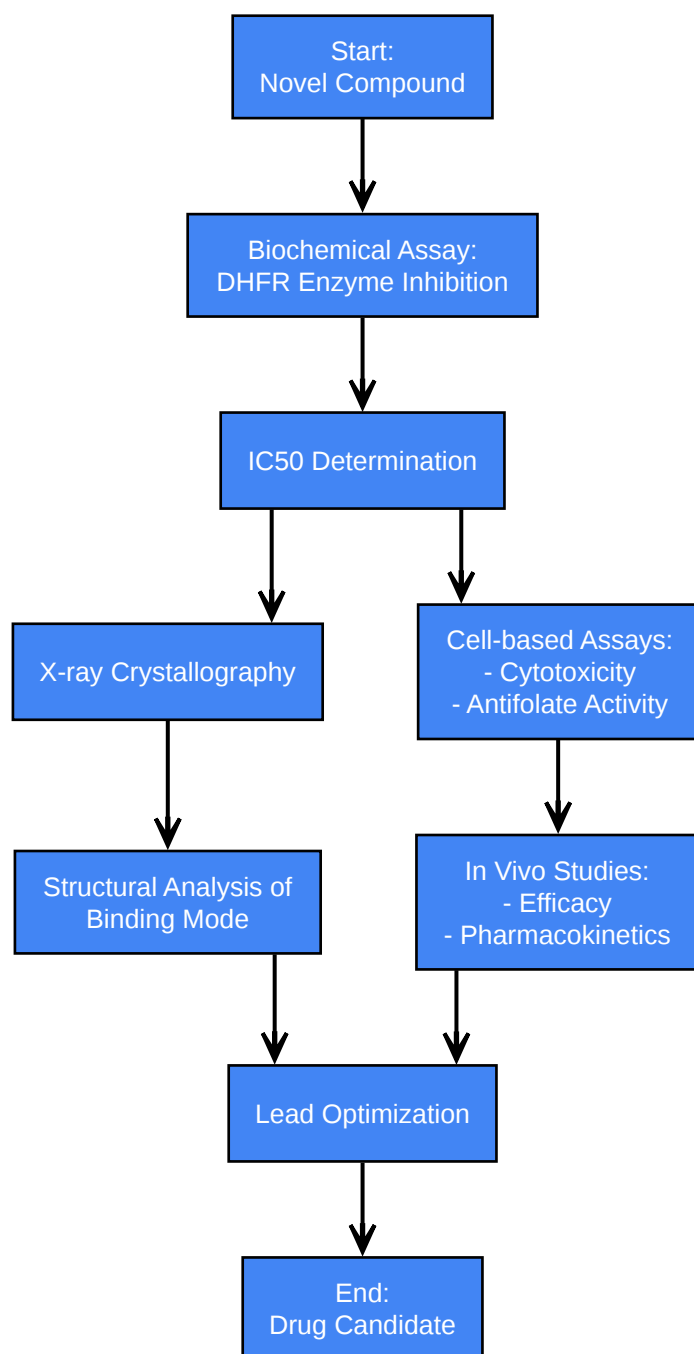 Start:
Novel Compound
Biochemical Assay:
DHFR Enzyme Inhibition
IC50 Determination
X-ray Crystallography
Cell-based Assays:
- Cytotoxicity
- Antifolate Activity
Structural Analysis of
Binding Mode
In Vivo Studies:
- Efficacy
- Pharmacokinetics
Lead Optimization
End:
Drug Candidate